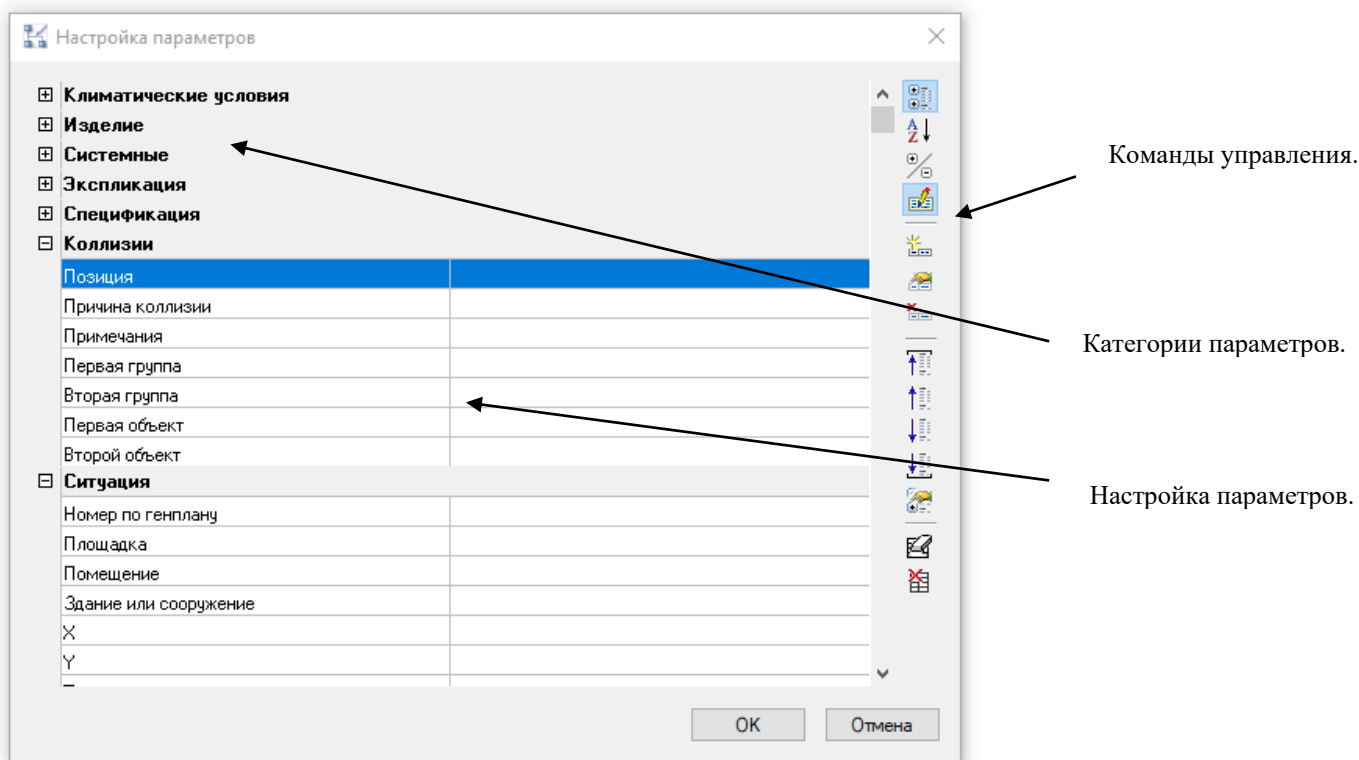 Настройка параметров
Климатические условия
Изделие
Системные
Экспликация
Спецификация
Коллизии
Позиция
Причина коллизии
Примечания
Первая группа
Вторая группа
Первая объект
Второй объект
Ситуация
Номер по генплану
Площадка
Помещение
Здание или сооружение
X
Y
OK
Отмена
Команды управления.
Категории параметров.
Настройка параметров.